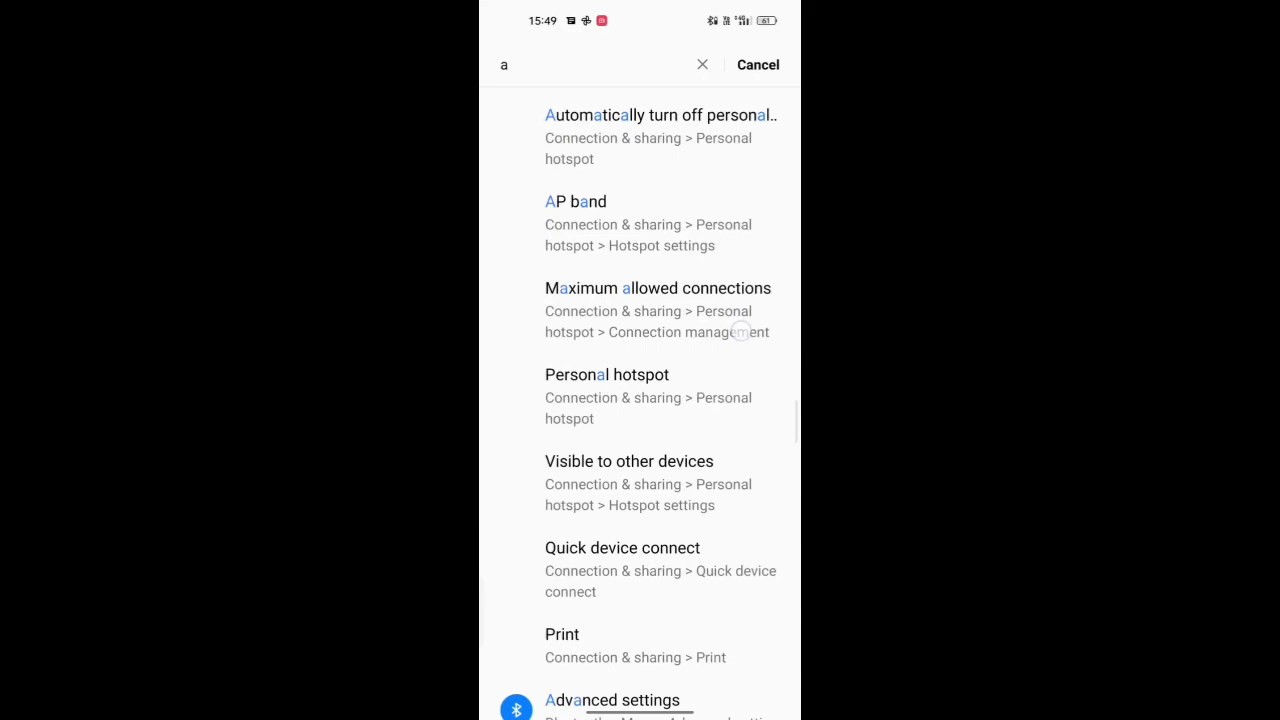 15:49 61
a Cancel
Automatically turn off personal..
Connection & sharing > Personal
hotspot
AP band
Connection & sharing > Personal
hotspot > Hotspot settings
Maximum allowed connections
Connection & sharing > Personal
hotspot > Connection management
Personal hotspot
Connection & sharing > Personal
hotspot
Visible to other devices
Connection & sharing > Personal
hotspot > Hotspot settings
Quick device connect
Connection & sharing > Quick device
connect
Print
Connection & sharing > Print
Advanced settings